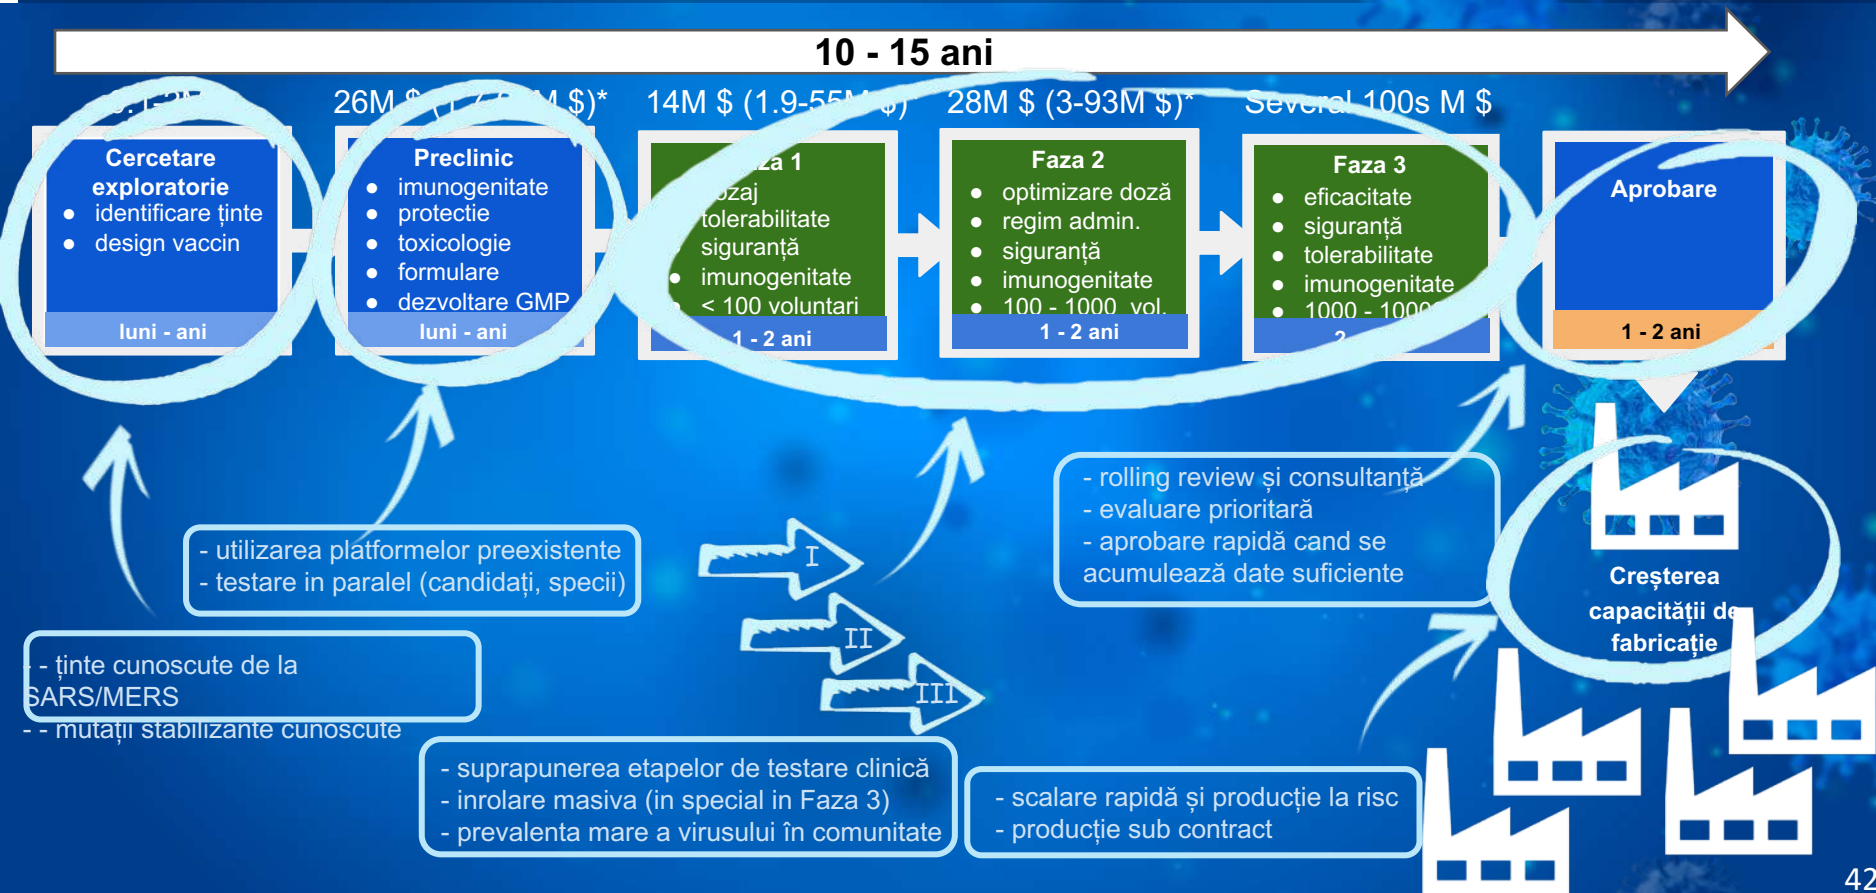 10 - 15 ani
26M $
14M $ (1.9-55M $)*
28M $ (3-93M $)*
Several 100s M $
Cercetare
exploratorie
● identificare ținte
● design vaccin
luni - ani
Preclinic
● imunogenitate
● protectie
● toxicologie
● formulare
● dezvoltare GMP
luni - ani
1
tolerabilitate
siguranță
● imunogenitate
● < 100 voluntari
1 - 2 ani
Faza 2
● optimizare doză
● regim admin.
● siguranță
● imunogenitate
● 100 - 1000 vol.
1 - 2 ani
Faza 3
● eficacitate
● siguranță
● tolerabilitate
● imunogenitate
● 1000 -
Aprobare
1 - 2 ani
- rolling review și consultanță
- evaluare prioritară
- aprobare rapidă cand se
acumulează date suficiente
- utilizarea platformelor preexistente
- testare in paralel (candidați, specii)
I
II
III
Creșterea
capacității de
fabricație
- - ținte cunoscute de la
SARS/MERS
- - mutații stabilizante cunoscute
- suprapunerea etapelor de testare clinică
- inrolare masiva (in special in Faza 3)
- prevalenta mare a virusului în comunitate
- scalare rapidă și producție la risc
- producție sub contract
42